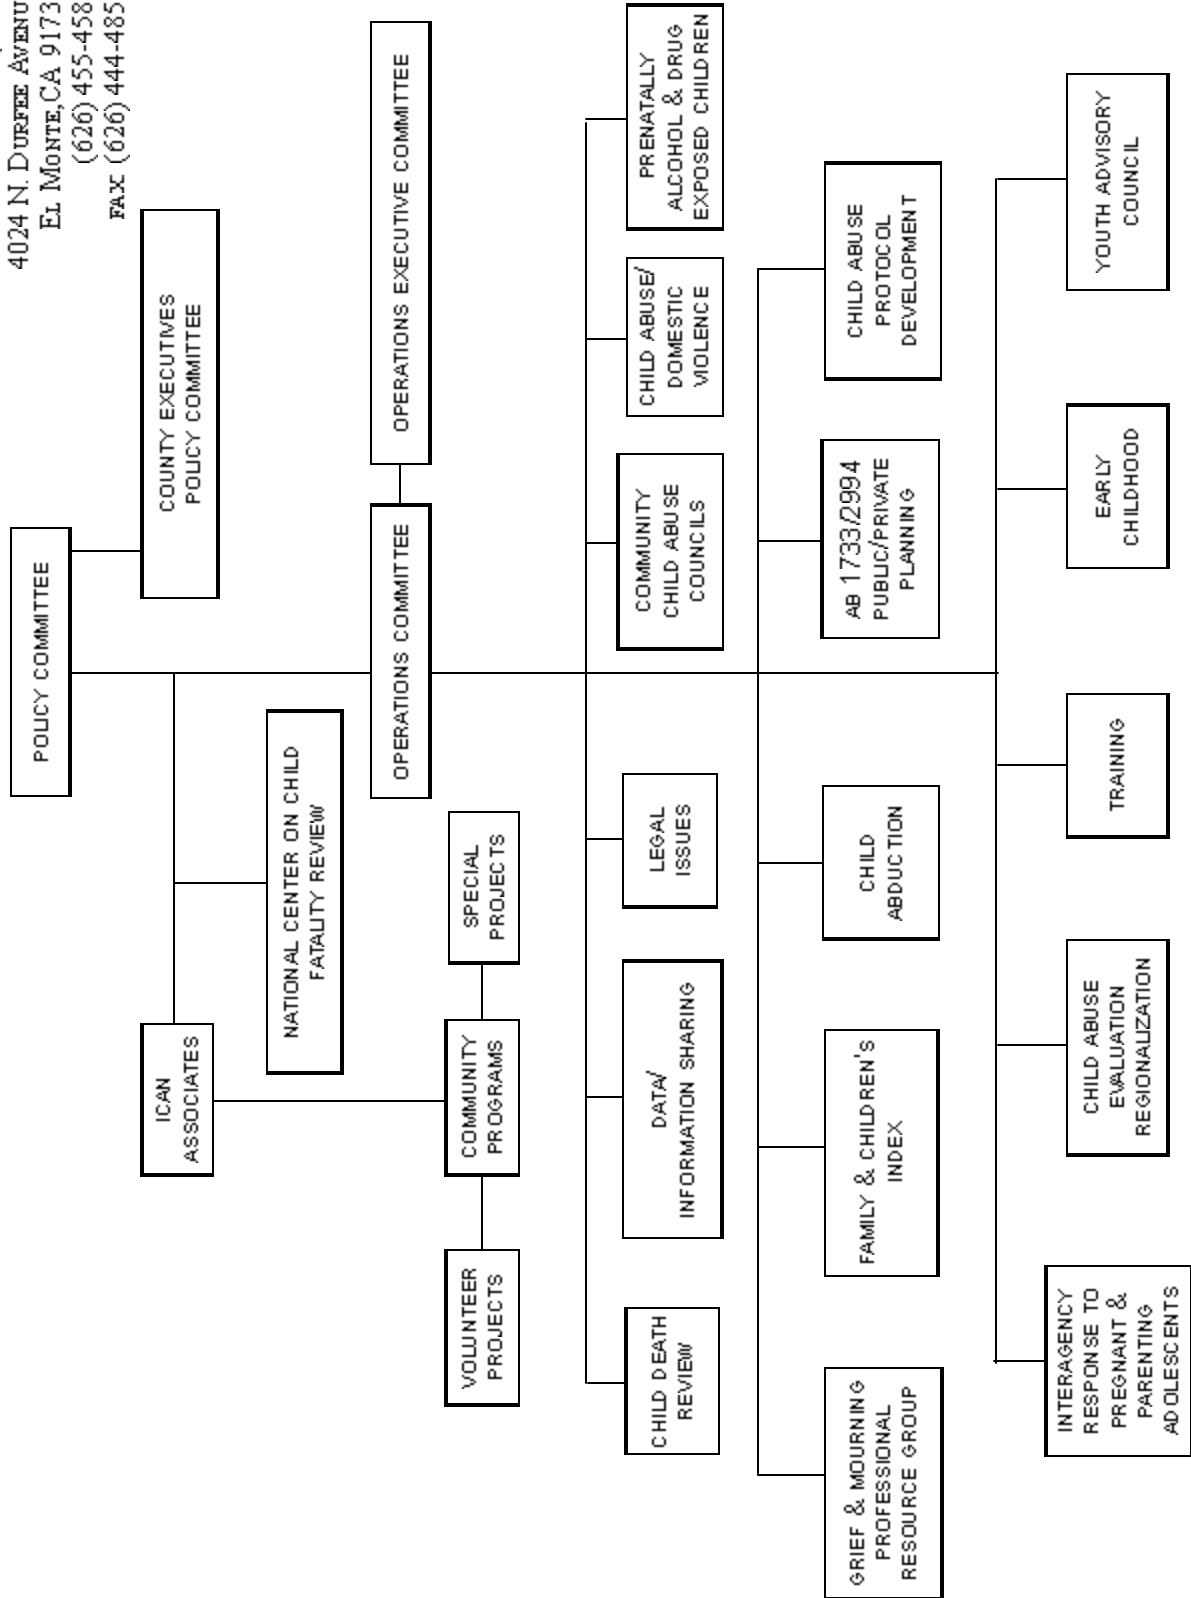 4024 N. DURFEE AVENU
EL MONTE, CA 9173
(626) 455-458
FAX (626) 444-485
POLICY COMMITTEE
COUNTY EXECUTIVES
POLICY COMMITTEE
ICAN
ASSOCIATES
NATIONAL CENTER ON CHILD
FATALITY REVIEW
OPERATIONS COMMITTEE
OPERATIONS EXECUTIVE COMMITTEE
VOLUNTEER
PROJECTS
COMMUNITY
PROGRAMS
SPECIAL
PROJECTS
CHILD DEATH
REVIEW
DATA/
INFORMATION SHARING
LEGAL
ISSUES
COMMUNITY
CHILD ABUSE
COUNCILS
CHILD ABUSE/
DOMESTIC
VIOLENCE
PRENATALLY
ALCOHOL & DRUG
EXPOSED CHILDREN
GRIEF & MOURNING
PROFESSIONAL
RESOURCE GROUP
FAMILY & CHILDREN'S
INDEX
CHILD
ABDUCTION
AB 1733/2994
PUBLIC/PRIVATE
PLANNING
CHILD ABUSE
PROTOCOL
DEVELOPMENT
INTERAGENCY
RESPONSE TO
PREGNANT &
PARENTING
ADOLESCENTS
CHILD ABUSE
EVALUATION
REGIONALIZATION
TRAINING
EARLY
CHILDHOOD
YOUTH ADVISORY
COUNCIL